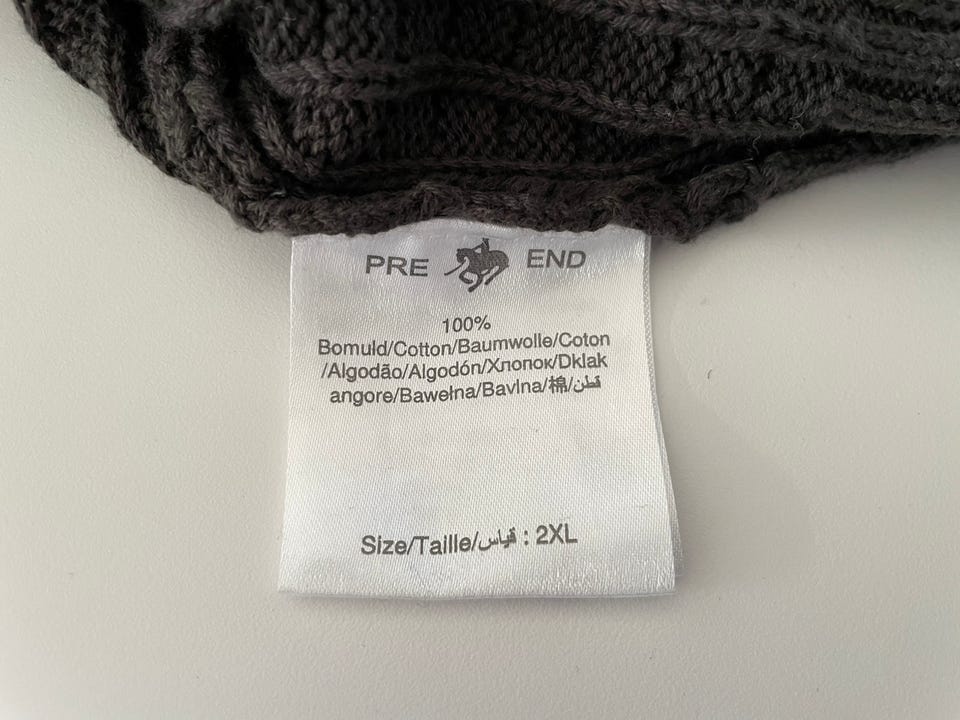 PRE END
100%
Bomuld/Cotton/Baumwolle/Coton
/Algodão/Algodón/Хлопок/Dklak
angore/Bawełna/Bavlna/棉/قطن
Size/Taille/قياس : 2XL